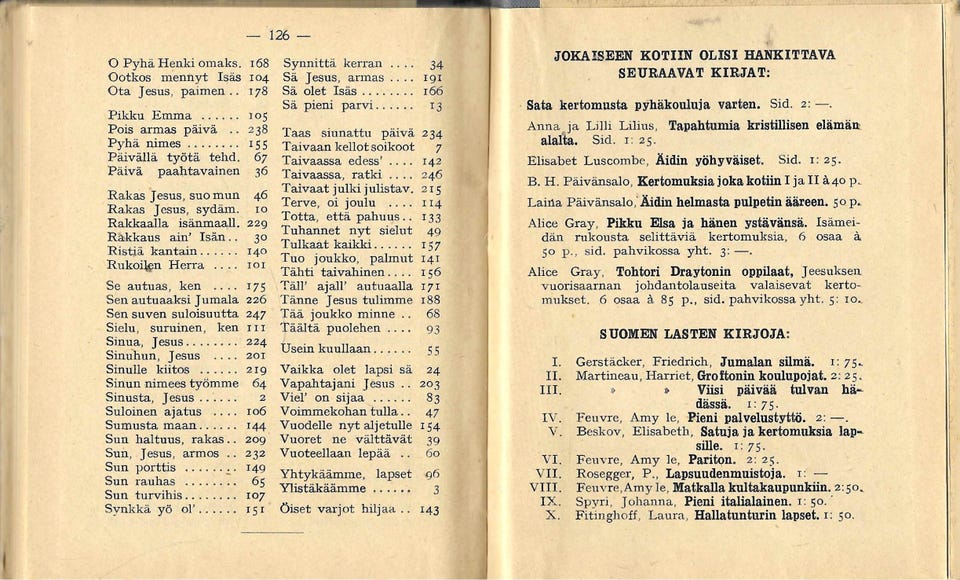 — 126 —
O Pyhä Henki omaks. 168
Ootkos mennyt Isäs 104
Ota Jesus, paimen .. 178
Pikku Emma ...... 105
Pois armas päivä .. 238
Pyhä nimes ........ 155
Päivällä työtä tehd. 67
Päivä paahtavainen 36
Rakas Jesus, suo mun 46
Rakas Jesus, sydäm. 10
Rakkaalla isänmaall. 229
Rakkaus ain' Isän.. 30
Ristiä kantain ...... 140
Rukoilen Herra .... 101
Se autuas, ken .... 175
Sen autuaaksi Jumala 226
Sen suven suloisuutta 247
Sielu, suruinen, ken 111
Sinua, Jesus ........ 224
Sinuhun, Jesus .... 201
Sinulle kiitos ...... 219
Sinun nimees työmme 64
Sinusta, Jesus ...... 2
Suloinen ajatus .... 106
Sumusta maan ...... 144
Sun haltuus, rakas.. 209
Sun, Jesus, armos .. 232
Sun porttis ........ 149
Sun rauhas ........ 65
Sun turvihis ........ 107
Synkkä yö ol' ...... 151
Synnittä kerran .... 34
Sä Jesus, armas .... 191
Sä olet Isäs ........ 166
Sä pieni parvi ...... 13
Taas siunattu päivä 234
Taivaan kellot soikoot 7
Taivaassa edess' .... 142
Taivaassa, ratki .... 246
Taivaat julki julistav. 215
Terve, oi joulu .... 114
Totta, että pahuus.. 133
Tuhannet nyt sielut 49
Tulkaat kaikki ...... 157
Tuo joukko, palmut 141
Tähti taivahinen .... 156
Täll' ajall' autuaalla 171
Tänne Jesus tulimme 188
Tää joukko minne .. 68
Täältä puolehen .... 93
Usein kuullaan ...... 55
Vaikka olet lapsi sä 24
Vapahtajani Jesus .. 203
Viel' on sijaa ...... 83
Voimmekohan tulla.. 47
Vuodelle nyt aljetulle 154
Vuoret ne välttävät 39
Vuoteellaan lepää .. 60
Yhtykäämme, lapset 96
Ylistäkäämme ...... 3
Öiset varjot hiljaa .. 143
JOKAISEEN KOTIIN OLISI HANKITTAVA
SEURAAVAT KIRJAT:
Sata kertomusta pyhäkouluja varten. Sid. 2: —.
Anna ja Lilli Lilius, Tapahtumia kristillisen elämän
alalta. Sid. 1: 25.
Elisabet Luscombe, Äidin yöhyväiset. Sid. 1: 25.
B. H. Päivänsalo, Kertomuksia joka kotiin I ja II à 40 p.
Laina Päivänsalo, Äidin helmasta pulpetin ääreen. 50 p.
Alice Gray, Pikku Elsa ja hänen ystävänsä. Isämei-
dän rukousta selittäviä kertomuksia, 6 osaa à
50 p., sid. pahvikossa yht. 3: —.
Alice Gray, Tohtori Draytonin oppilaat, Jeesuksen
vuorisaarnan johdantolauseita valaisevat kerto-
mukset. 6 osaa à 85 p., sid. pahvikossa yht. 5: 10.
SUOMEN LASTEN KIRJOJA:
I. Gerstäcker, Friedrich, Jumalan silmä. 1: 75.
II. Martineau, Harriet, Croftonin koulupojat. 2: 25.
III. » » Viisi päivää tulvan hä-
dässä. 1: 75.
IV. Feuvre, Amy le, Pieni palvelustyttö. 2: —.
V. Beskov, Elisabeth, Satuja ja kertomuksia lap-
sille. 1: 75.
VI. Feuvre, Amy le, Pariton. 2: 25.
VII. Rosegger, P., Lapsuudenmuistoja. 1: —
VIII. Feuvre, Amy le, Matkalla kultakaupunkiin. 2: 50.
IX. Spyri, Johanna, Pieni italialainen. 1: 50.
X. Fitinghoff, Laura, Hallatunturin lapset. 1: 50.